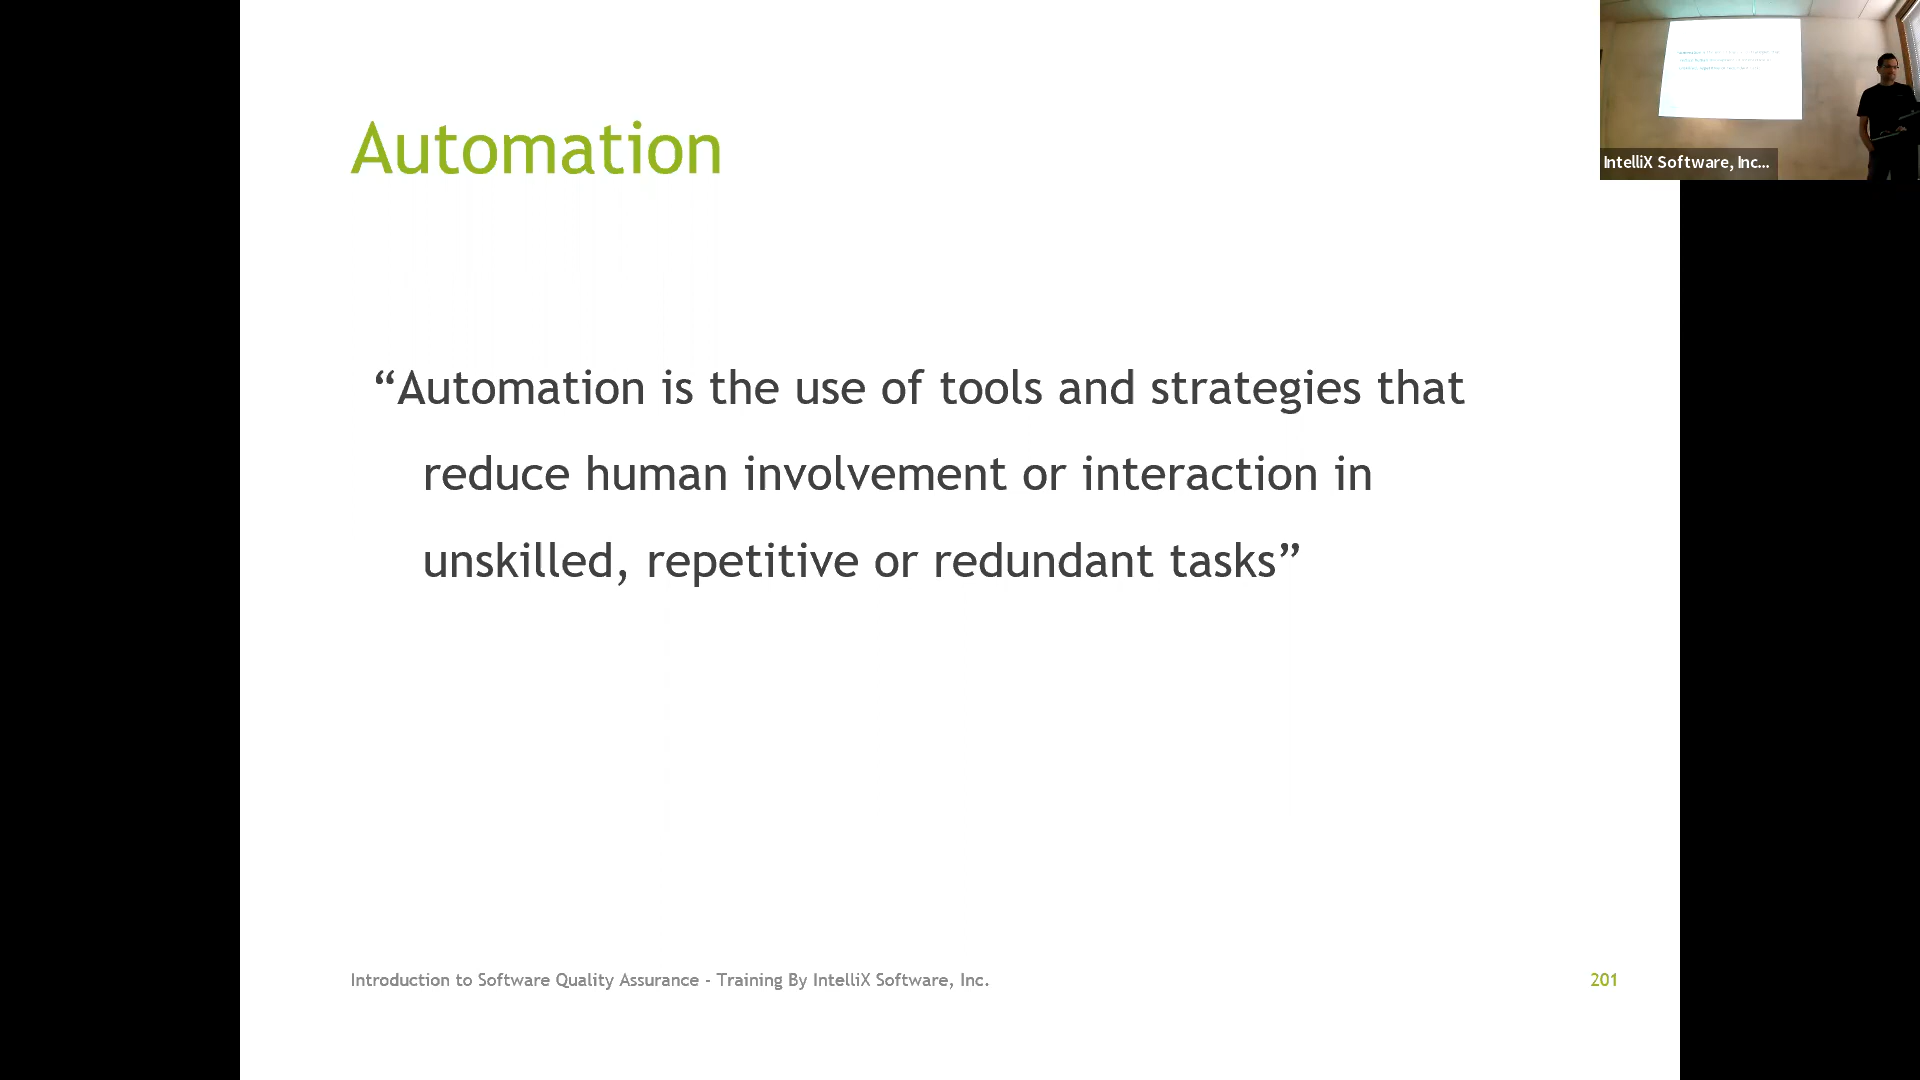 Automation
“Automation is the use of tools and strategies that
reduce human involvement or interaction in
unskilled, repetitive or redundant tasks”
Introduction to Software Quality Assurance - Training By IntelliX Software, Inc.
201
IntelliX Software, Inc...